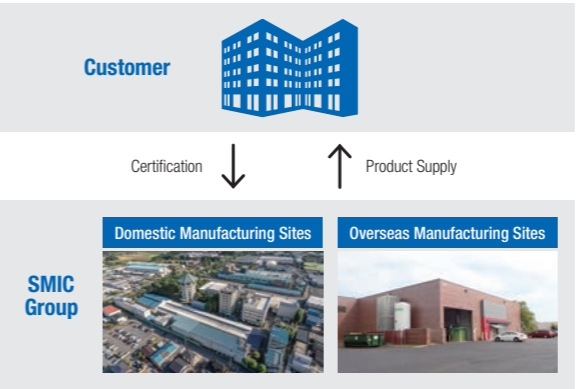 Customer
Certification
Product Supply
Domestic Manufacturing Sites
Overseas Manufacturing Sites
SMIC
Group